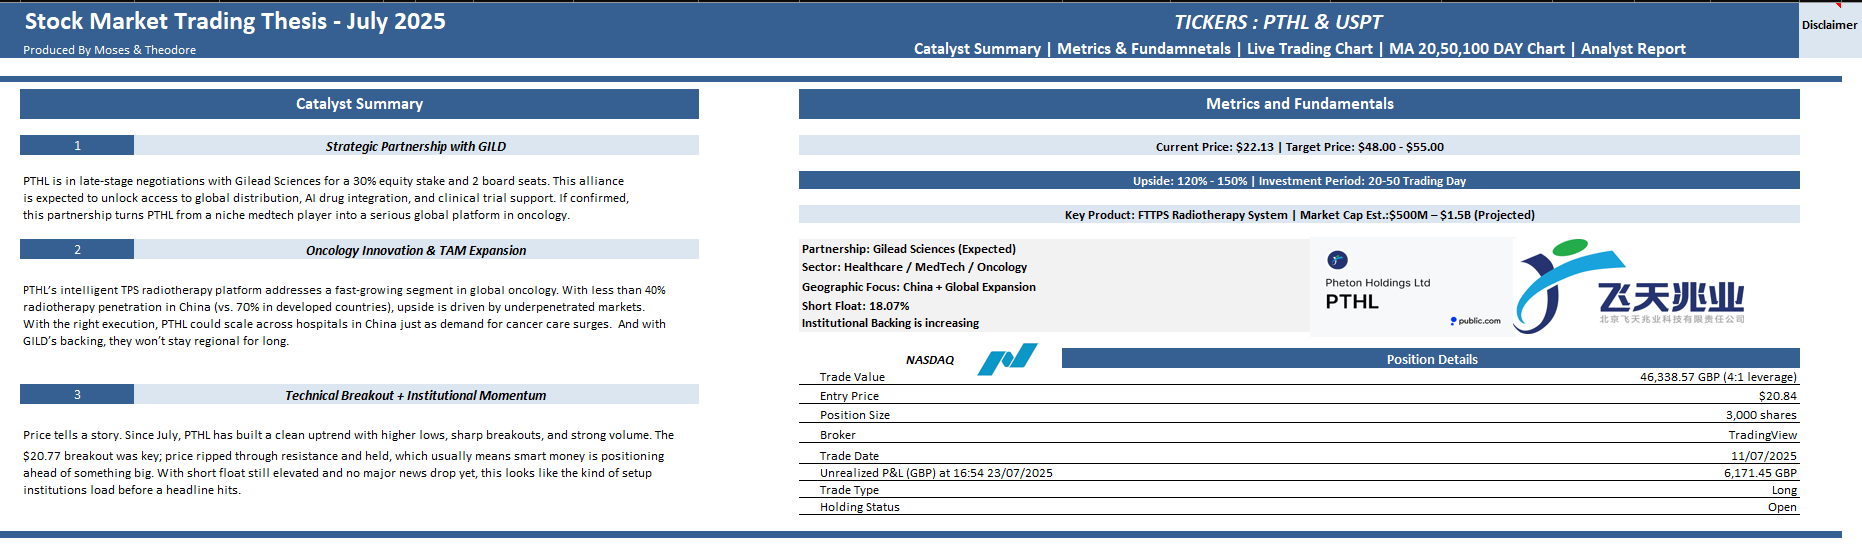 Stock Market Trading Thesis - July 2025
Produced By Moses & Theodore
TICKERS : PTHL & USPT
Catalyst Summary | Metrics & Fundamnetals | Live Trading Chart | MA 20,50,100 DAY Chart | Analyst Report
Disclaimer
Catalyst Summary
1
Strategic Partnership with GILD
PTHL is in late-stage negotiations with Gilead Sciences for a 30% equity stake and 2 board seats. This alliance
is expected to unlock access to global distribution, AI drug integration, and clinical trial support. If confirmed,
this partnership turns PTHL from a niche medtech player into a serious global platform in oncology.
2
Oncology Innovation & TAM Expansion
PTHL's intelligent TPS radiotherapy platform addresses a fast-growing segment in global oncology. With less than 40%
radiotherapy penetration in China (vs. 70% in developed countries), upside is driven by underpenetrated markets.
With the right execution, PTHL could scale across hospitals in China just as demand for cancer care surges.  And with
GILD's backing, they won't stay regional for long.
3
Technical Breakout + Institutional Momentum
Price tells a story. Since July, PTHL has built a clean uptrend with higher lows, sharp breakouts, and strong volume. The
$20.77 breakout was key; price ripped through resistance and held, which usually means smart money is positioning
ahead of something big. With short float still elevated and no major news drop yet, this looks like the kind of setup
institutions load before a headline hits.
Metrics and Fundamentals
Current Price: $22.13 | Target Price: $48.00 - $55.00
Upside: 120% - 150% | Investment Period: 20-50 Trading Day
Key Product: FTTPS Radiotherapy System | Market Cap Est.:$500M – $1.5B (Projected)
Partnership: Gilead Sciences (Expected)
Sector: Healthcare / MedTech / Oncology
Geographic Focus: China + Global Expansion
Short Float: 18.07%
Institutional Backing is increasing
Pheton Holdings Ltd
PTHL
public.com
飞天兆业
北京飞天兆业科技有限责任公司
NASDAQ
Position Details
Trade Value 46,338.57 GBP (4:1 leverage)
Entry Price $20.84
Position Size 3,000 shares
Broker TradingView
Trade Date 11/07/2025
Unrealized P&L (GBP) at 16:54 23/07/2025 6,171.45 GBP
Trade Type Long
Holding Status Open